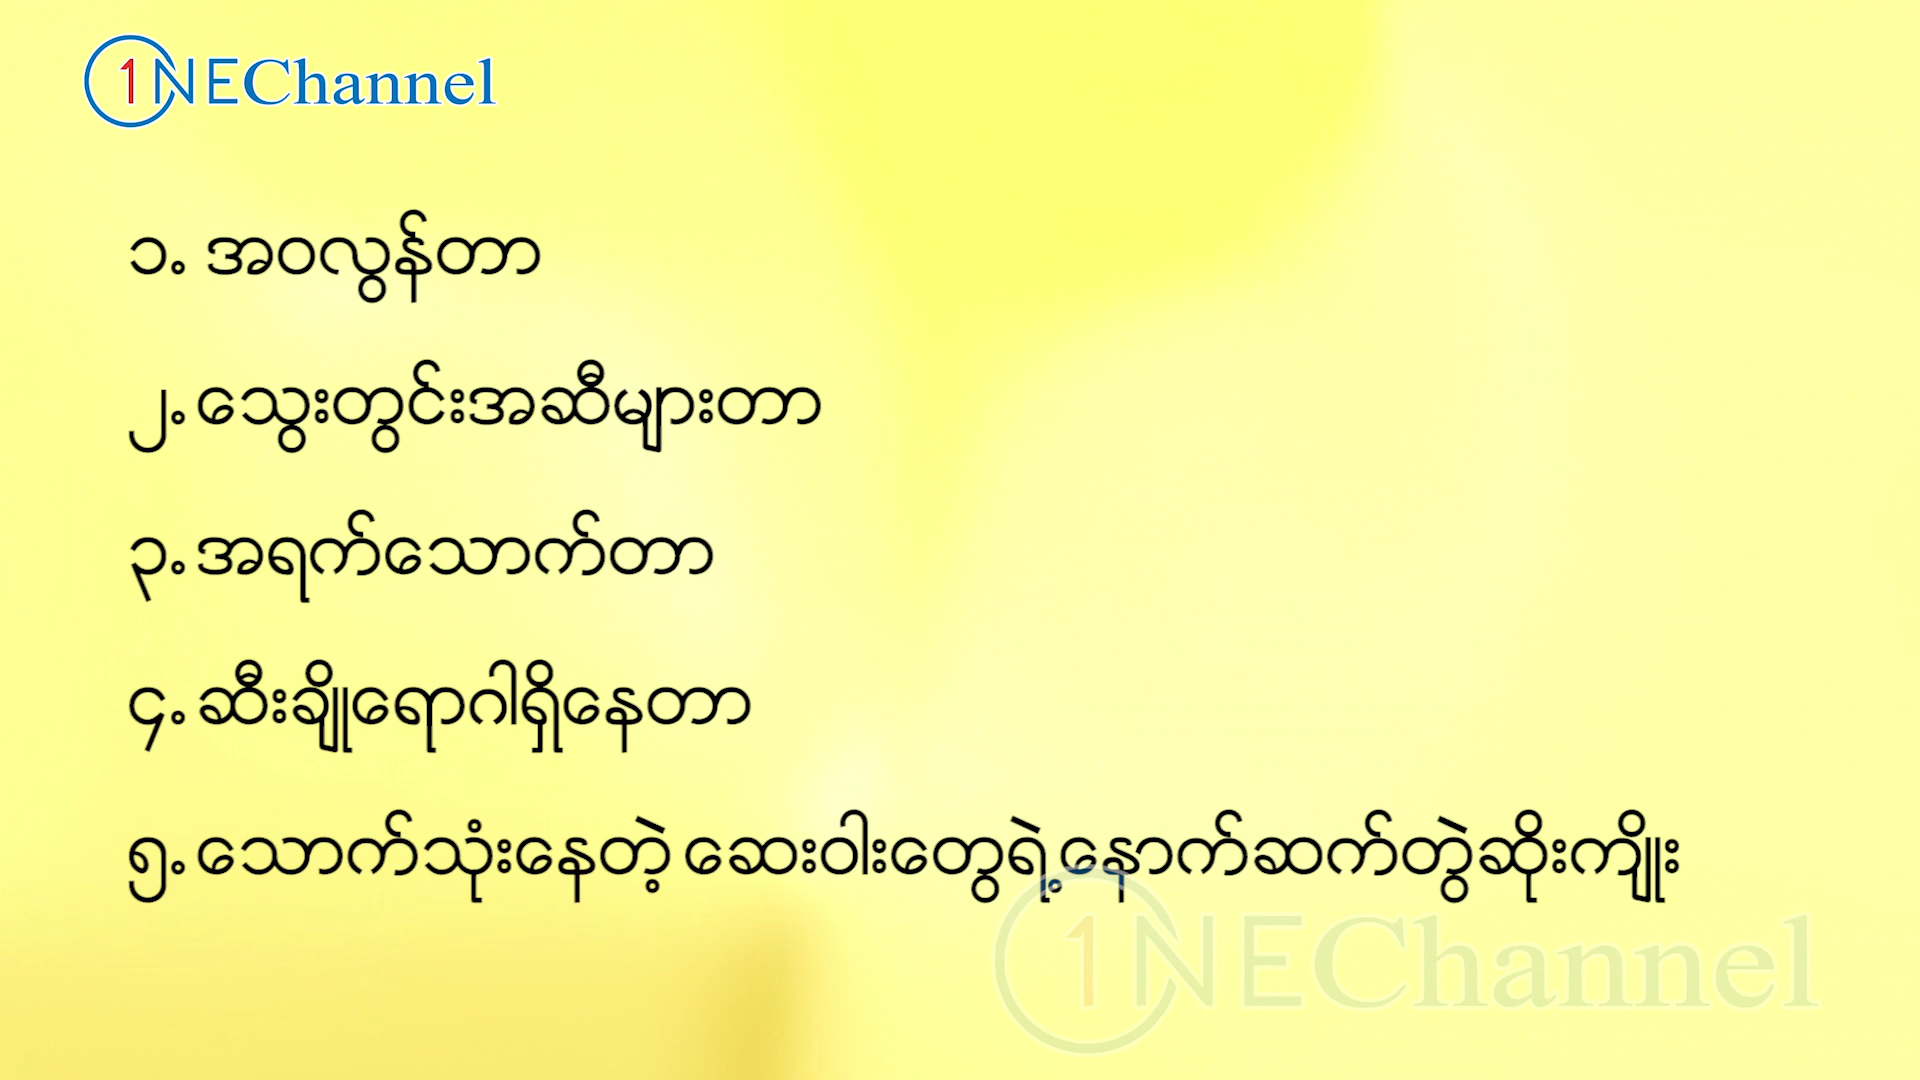 1NEChannel
၁. အဝလွန်တာ
၂. သွေးတွင်းအဆီများတာ
၃. အရက်သောက်တာ
၄. ဆီးချိုရောဂါရှိနေတာ
၅. သောက်သုံးနေတဲ့ ဆေးဝါးတွေရဲ့နောက်ဆက်တွဲဆိုးကျိုး
1NEChannel